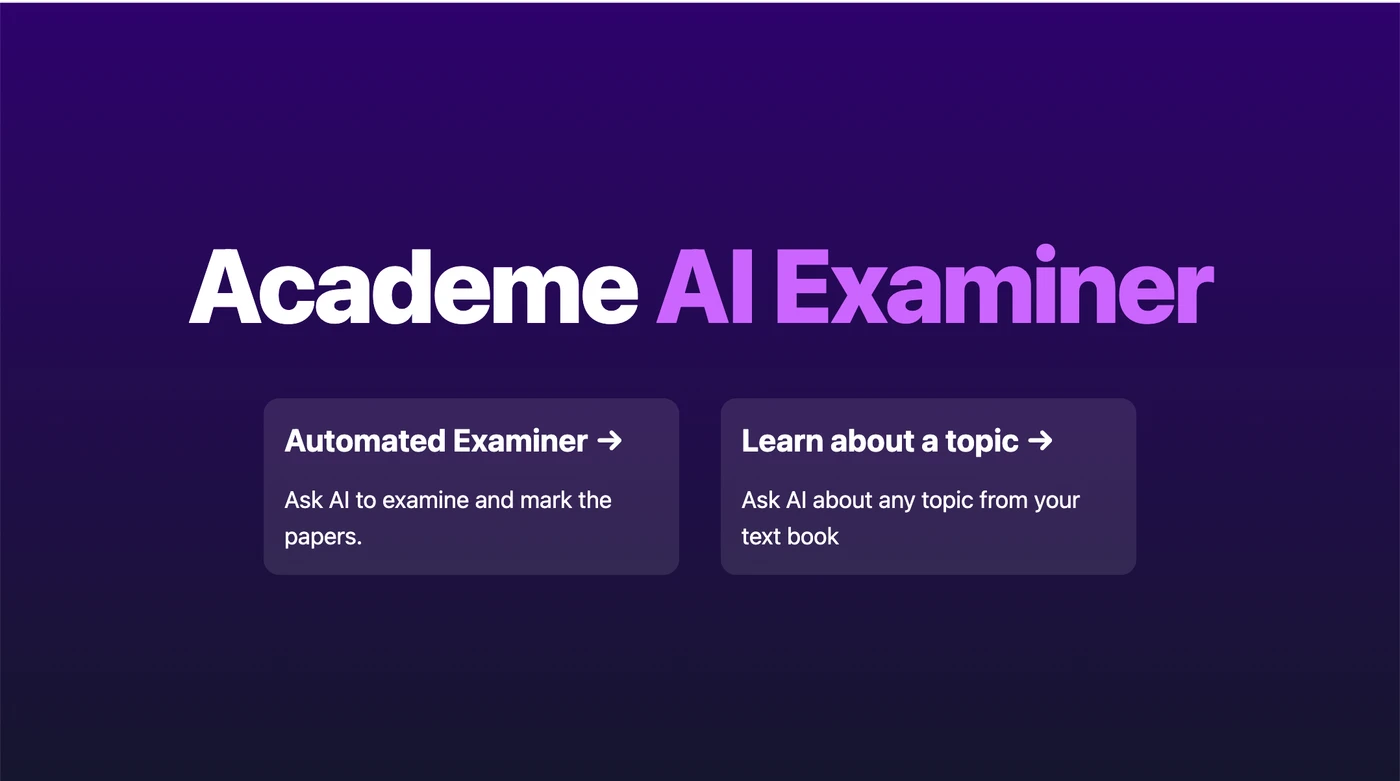 Academe AI Examiner
Automated Examiner →
Ask AI to examine and mark the
papers.
Learn about a topic →
Ask AI about any topic from your
text book